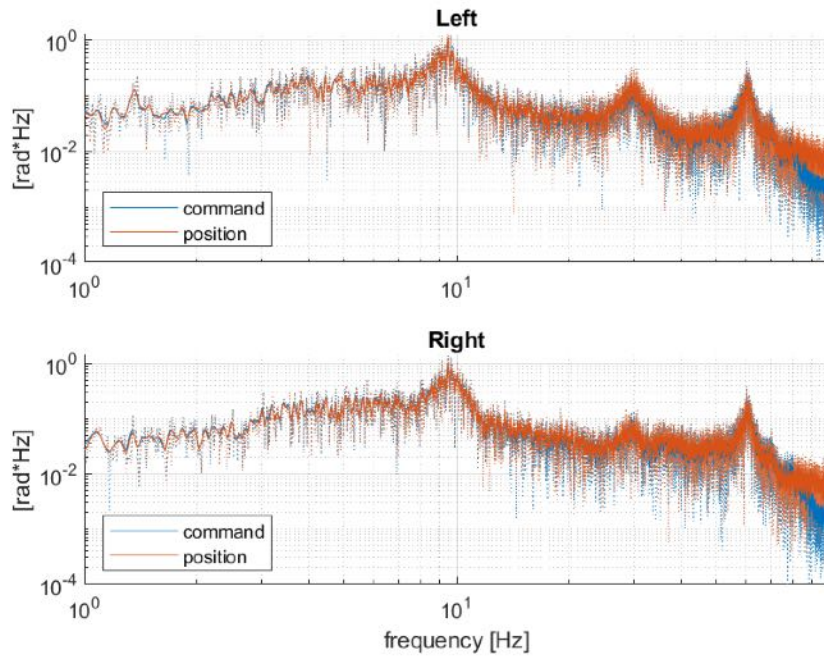 Left
10^0
10^-2
10^-4
[rad*Hz]
command
position
10^0
10^1
Right
10^0
10^-2
10^-4
[rad*Hz]
command
position
10^0
10^1
frequency [Hz]